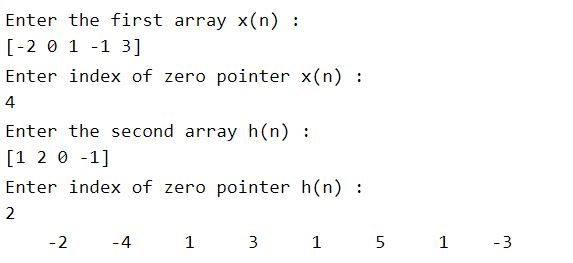 Enter the first array x(n) :
[-2 0 1 -1 3]
Enter index of zero pointer x(n) :
4
Enter the second array h(n) :
[1 2 0 -1]
Enter index of zero pointer h(n) :
2
-2 -4 1 3 1 5 1 -3